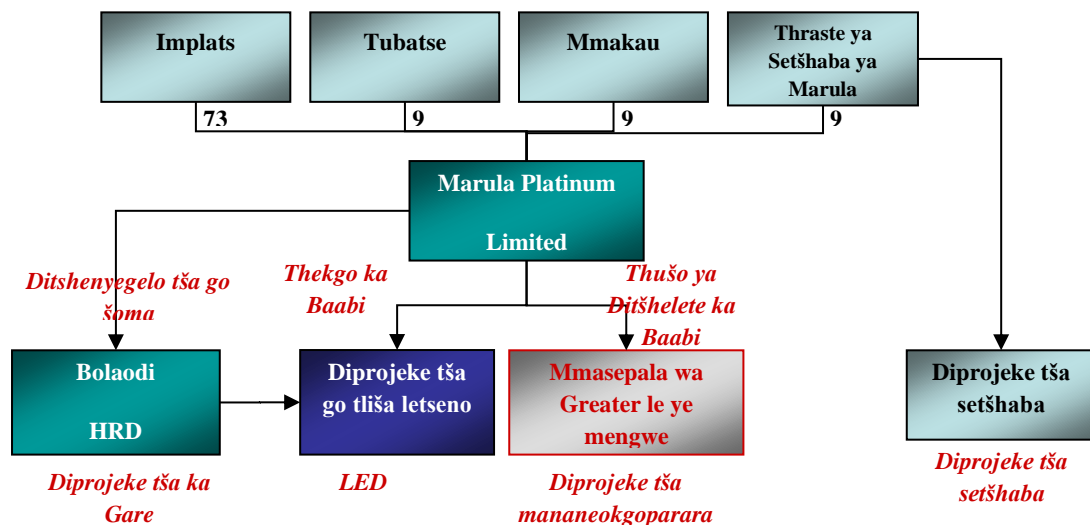 Implats
Tubatse
Mmakau
Thraste ya
Setšhaba ya
Marula
73
9
9
9
Marula Platinum
Limited
Ditshenyegelo tša go
šoma
Thekgo ka
Baabi
Thušo ya
Ditšhelete ka
Baabi
Bolaodi
HRD
Diprojeke tša
go tliša letseno
Mmasepala wa
Greater le ye
mengwe
Diprojeke tša
setšhaba
Diprojeke tša ka
Gare
LED
Diprojeke tša
mananeokgoparara
Diprojeke tša
setšhaba